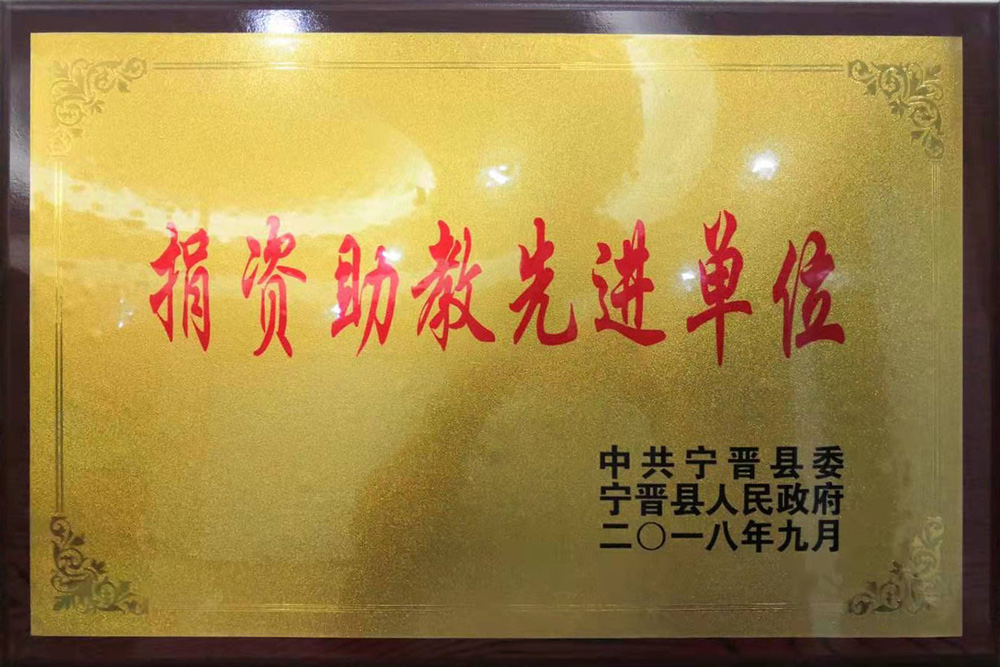 捐资助教先进单位
中共宁晋县委
宁晋县人民政府
二〇一八年九月